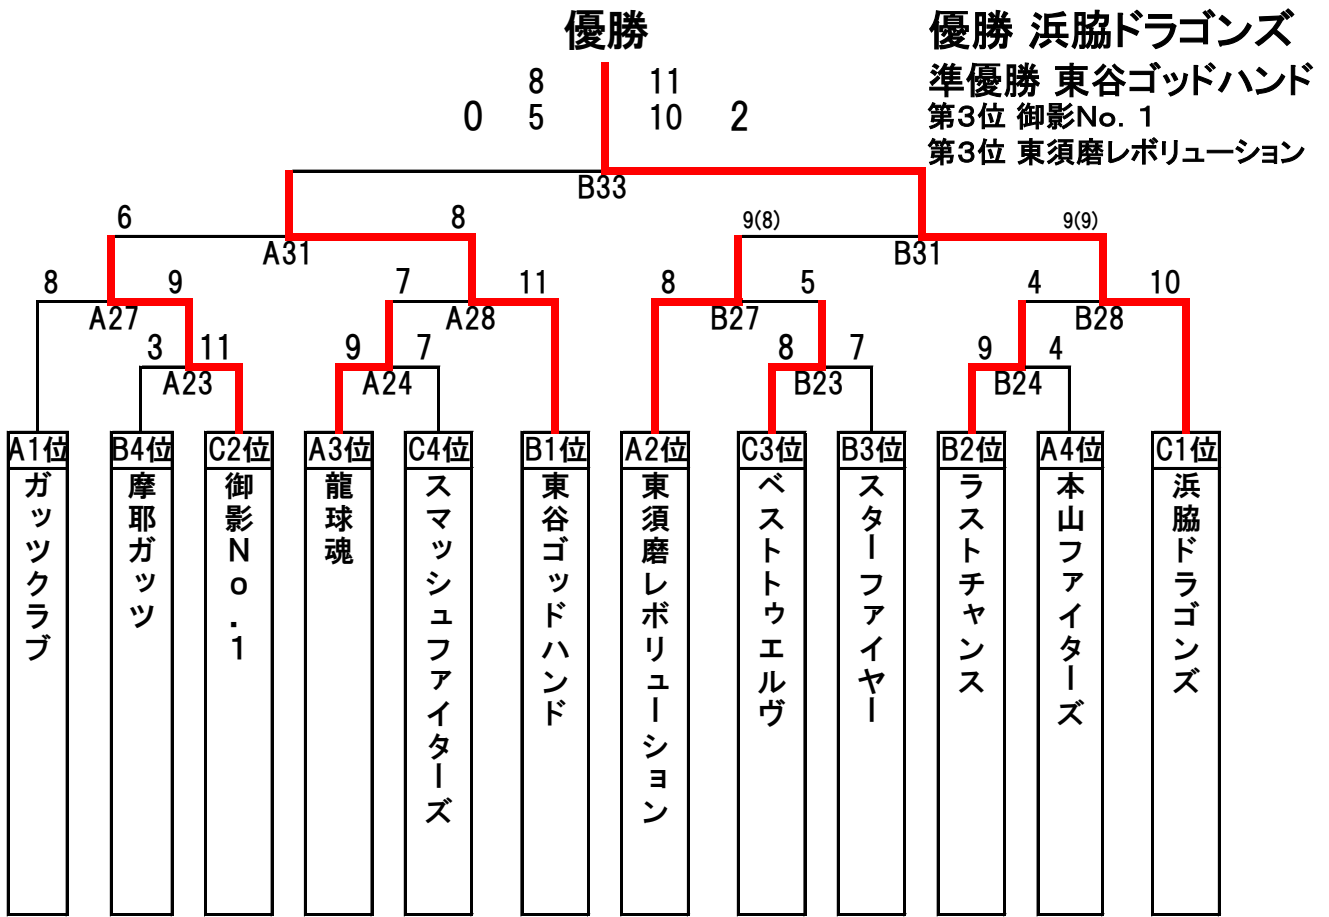 優勝
優勝 浜脇ドラゴンズ
準優勝 東谷ゴッドハンド
第3位 御影No. 1
第3位 東須磨レボリューション
8 11
0 5 10 2
B33
6 8 9(8) 9(9)
A31 B31
8 9 7 11 8 5 4 10
A27 A28 B27 B28
3 11 9 7 8 7 9 4
A23 A24 B23 B24
A1位 B4位 C2位 A3位 C4位 B1位 A2位 C3位 B3位 B2位 A4位 C1位
ガッツクラブ
摩耶ガッツ
御影No.1
龍球魂
スマッシュファイターズ
東谷ゴッドハンド
東須磨レボリューション
ベストトゥエルヴ
スターファイヤー
ラストチャンス
本山ファイターズ
浜脇ドラゴンズ